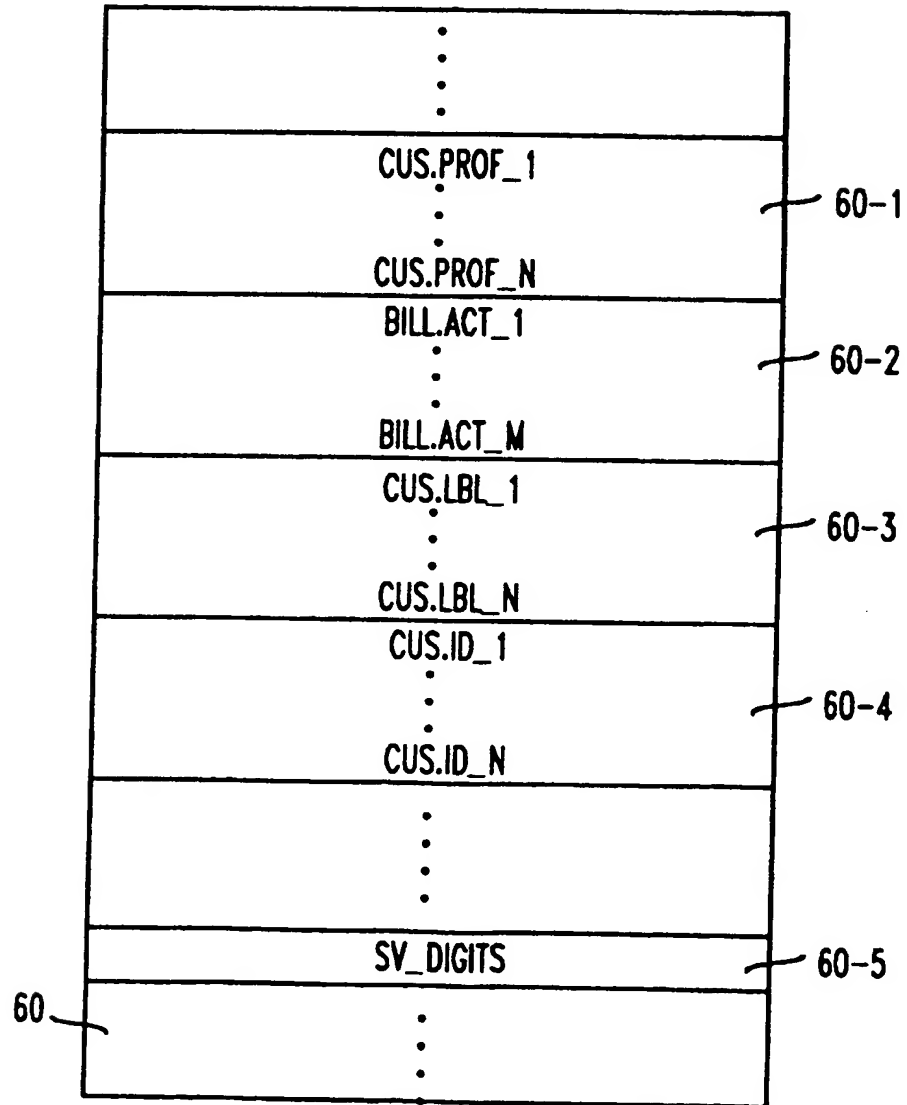 CUS.PROF_1
60-1
CUS.PROF_N
BILL.ACT_1
60-2
BILL.ACT_M
CUS.LBL_1
60-3
CUS.LBL_N
CUS.ID_1
60-4
CUS.ID_N
SV_DIGITS
60-5
60